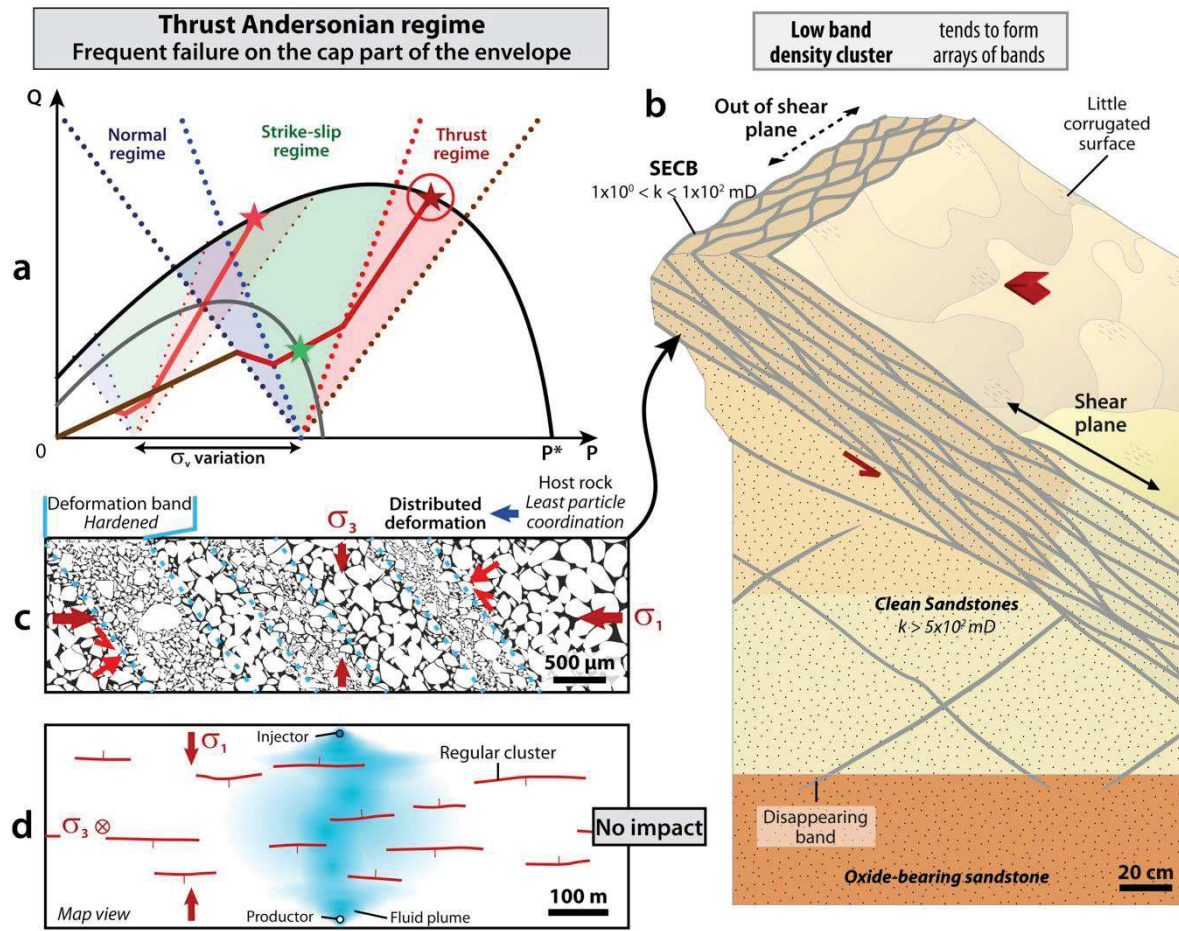 Thrust Andersonian regime
Frequent failure on the cap part of the envelope
a
Q
Normal
regime
Strike-slip
regime
Thrust
regime
0
σv variation
P*
P
Low band
density cluster
tends to form
arrays of bands
b
Out of shear
plane
Little
corrugated
surface
SECB
1x10⁰ < k < 1x10² mD
Shear
plane
Clean Sandstones
k > 5x10² mD
Disappearing
band
Oxide-bearing sandstone
20 cm
Deformation band
Hardened
Distributed
deformation
Host rock
Least particle
coordination
c
σ3
σ1
500 µm
d
σ1
Injector
Regular cluster
σ3
No impact
Map view
Productor
Fluid plume
100 m